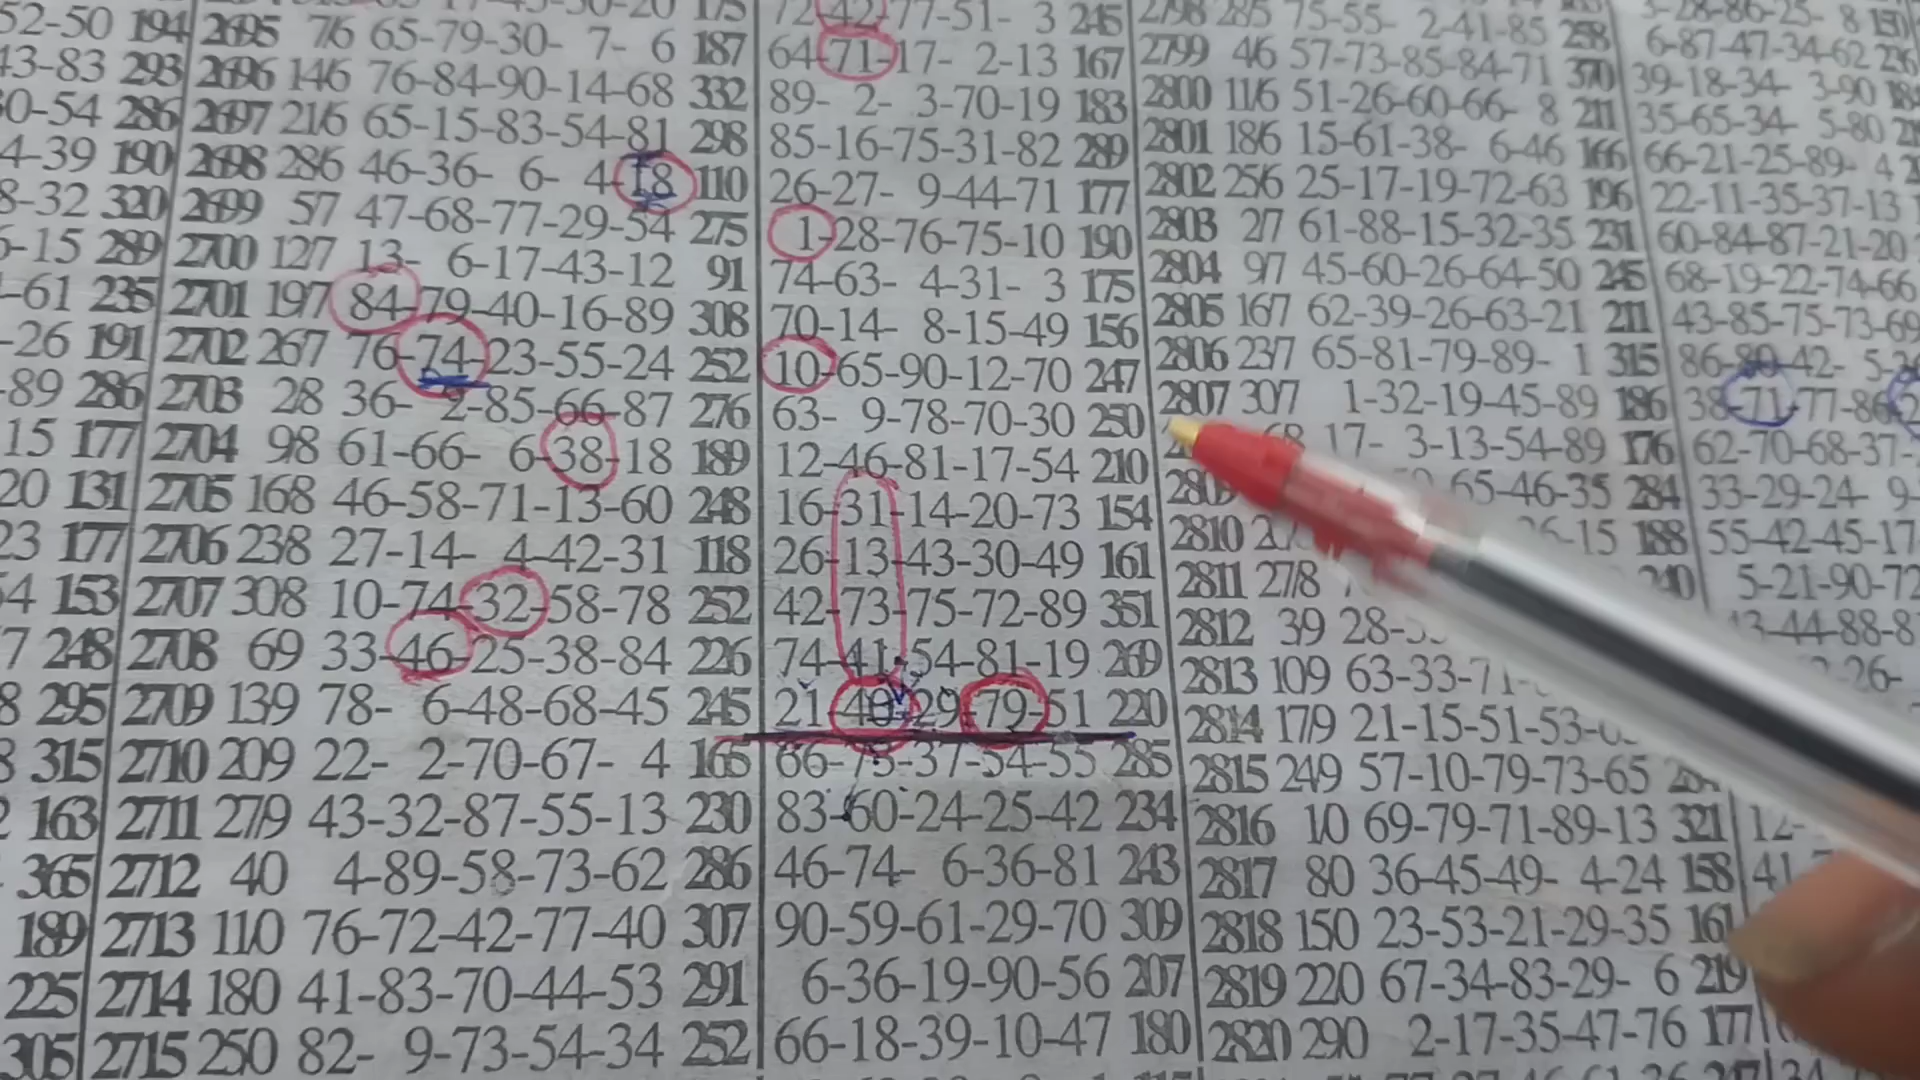 52-50 194 2695 76 65-79-30- 7- 6 187 64-71-17- 2-13 167 2799 46 57-73-85-84-71 370 39-18-34- 3-90
43-83 293 2696 146 76-84-90-14-68 332 89- 2- 3-70-19 183 2800 116 51-26-60-66- 8 211 35-65-34- 5-80
0-54 286 2697 216 65-15-83-54-81 298 85-16-75-31-82 289 2801 186 15-61-38- 6-46 166 66-21-25-89- 4
4-39 190 2698 286 46-36- 6- 4-18 110 26-27- 9-44-71 177 2802 256 25-17-19-72-63 196 22-11-35-37-13
8-32 320 2699 57 47-68-77-29-54 275 1-28-76-75-10 190 2803 27 61-88-15-32-35 231 60-84-87-21-20
-15 289 2700 127 13- 6-17-43-12 91 74-63- 4-31- 3 175 2804 97 45-60-26-64-50 245 68-19-22-74-66
-61 235 2701 197 84-79-40-16-89 308 70-14- 8-15-49 156 2805 167 62-39-26-63-21 211 43-85-75-73-69
-26 191 2702 267 76-74-23-55-24 252 10-65-90-12-70 247 2806 237 65-81-79-89- 1 315 86-80-42- 5-
-89 286 2703 28 36- 2-85-66-87 276 63- 9-78-70-30 250 2807 307 1-32-19-45-89 186 38-71-77-86-
15 177 2704 98 61-66- 6-38-18 189 12-46-81-17-54 210 68 17- 3-13-54-89 176 62-70-68-37-
20 131 2705 168 46-58-71-13-60 248 16-31-14-20-73 154 2809 65-46-35 284 33-29-24- 9-
23 177 2706 238 27-14- 4-42-31 118 26-13-43-30-49 161 2810 -15 188 55-42-45-17
4 153 2707 308 10-74-32-58-78 252 42-73-75-72-89 351 2811 278 5-21-90-72
7 248 2708 69 33-46-25-38-84 226 74-41-54-81-19 269 2812 39 28- -44-88-8
8 295 2709 139 78- 6-48-68-45 245 21-40-29-79-51 220 2813 109 63-33-71- -26-
8 315 2710 209 22- 2-70-67- 4 165 66-73-37-54-55 285 2814 179 21-15-51-53-
2 163 2711 279 43-32-87-55-13 230 83-60-24-25-42 234 2815 249 57-10-79-73-65
365 2712 40 4-89-58-73-62 286 46-74- 6-36-81 243 2816 10 69-79-71-89-13 321 12-
189 2713 110 76-72-42-77-40 307 90-59-61-29-70 309 2817 80 36-45-49- 4-24 158 41
225 2714 180 41-83-70-44-53 291 6-36-19-90-56 207 2818 150 23-53-21-29-35 161
305 2715 250 82- 9-73-54-34 252 66-18-39-10-47 180 2819 220 67-34-83-29- 6 219
2820 290 2-17-35-47-76 177